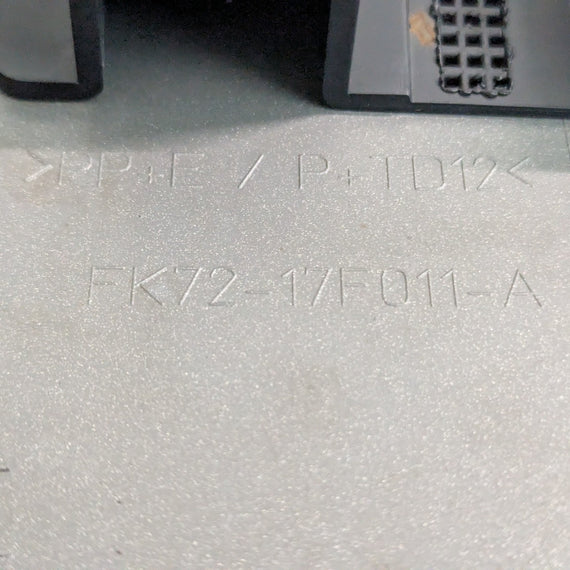 >PP+E / P+TD12<
FK72-17F011-A